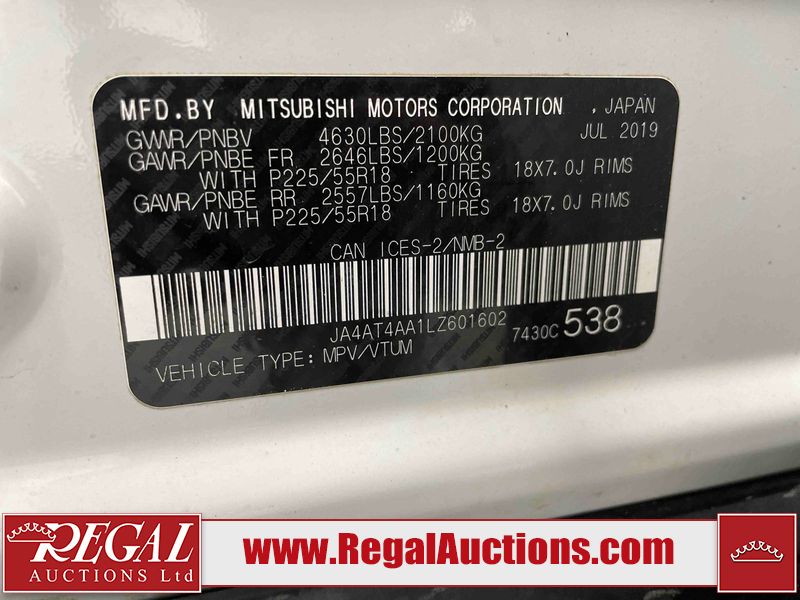 MFD.BY MITSUBISHI MOTORS CORPORATION , JAPAN
GVWR/PNBV 4630LBS/2100KG JUL 2019
GAWR/PNBE FR 2646LBS/1200KG
WITH P225/55R18 TIRES 18X7.0J RIMS
GAWR/PNBE RR 2557LBS/1160KG
WITH P225/55R18 TIRES 18X7.0J RIMS
CAN ICES-2/NMB-2
JA4AT4AA1LZ601602
7430C 538
VEHICLE TYPE: MPV/VTUM
REGAL
AUCTIONS Ltd
www.RegalAuctions.com